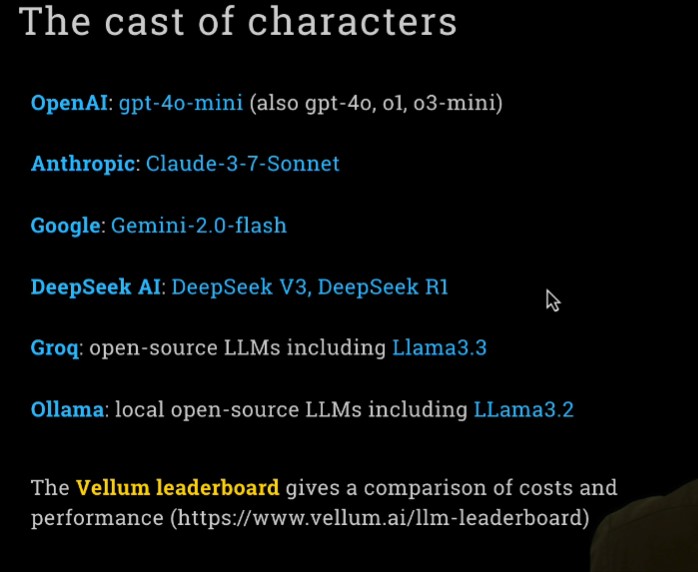 The cast of characters
OpenAI: gpt-4o-mini (also gpt-4o, o1, o3-mini)
Anthropic: Claude-3-7-Sonnet
Google: Gemini-2.0-flash
DeepSeek AI: DeepSeek V3, DeepSeek R1
Groq: open-source LLMs including Llama3.3
Ollama: local open-source LLMs including LLama3.2
The Vellum leaderboard gives a comparison of costs and
performance (https://www.vellum.ai/llm-leaderboard)